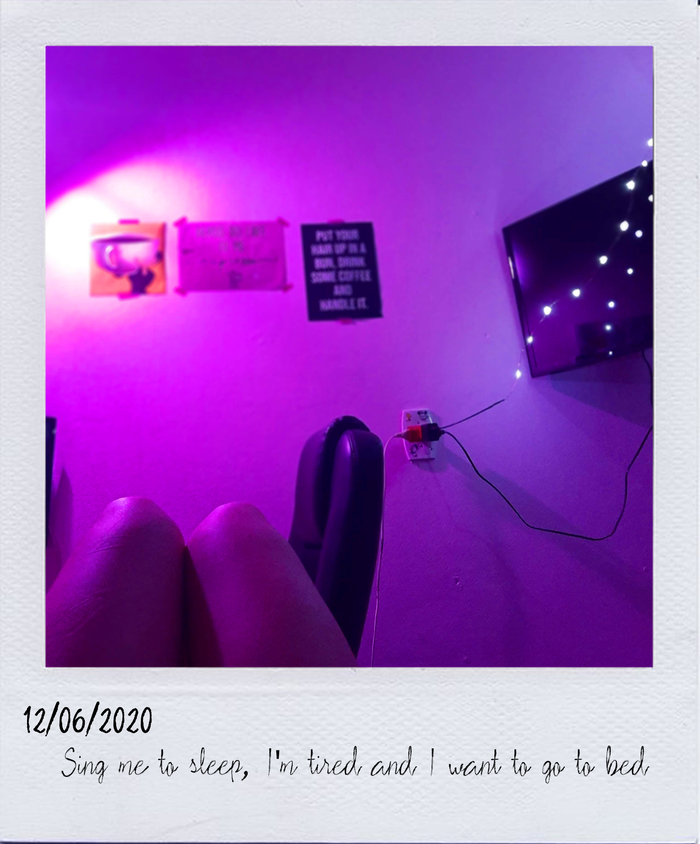 PUT YOUR
HAIR UP IN A
BUN, DRINK
SOME COFFEE
AND
HANDLE IT.
12/06/2020
Sing me to sleep, I'm tired and I want to go to bed